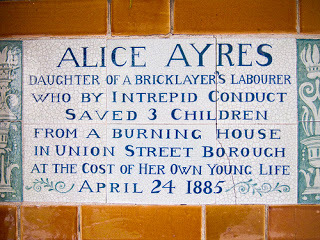 ALICE AYRES
DAUGHTER OF A BRICKLAYER'S LABOURER
WHO BY INTREPID CONDUCT
SAVED 3 CHILDREN
FROM A BURNING HOUSE
IN UNION STREET BOROUGH
AT THE COST OF HER OWN YOUNG LIFE
APRIL 24 1885